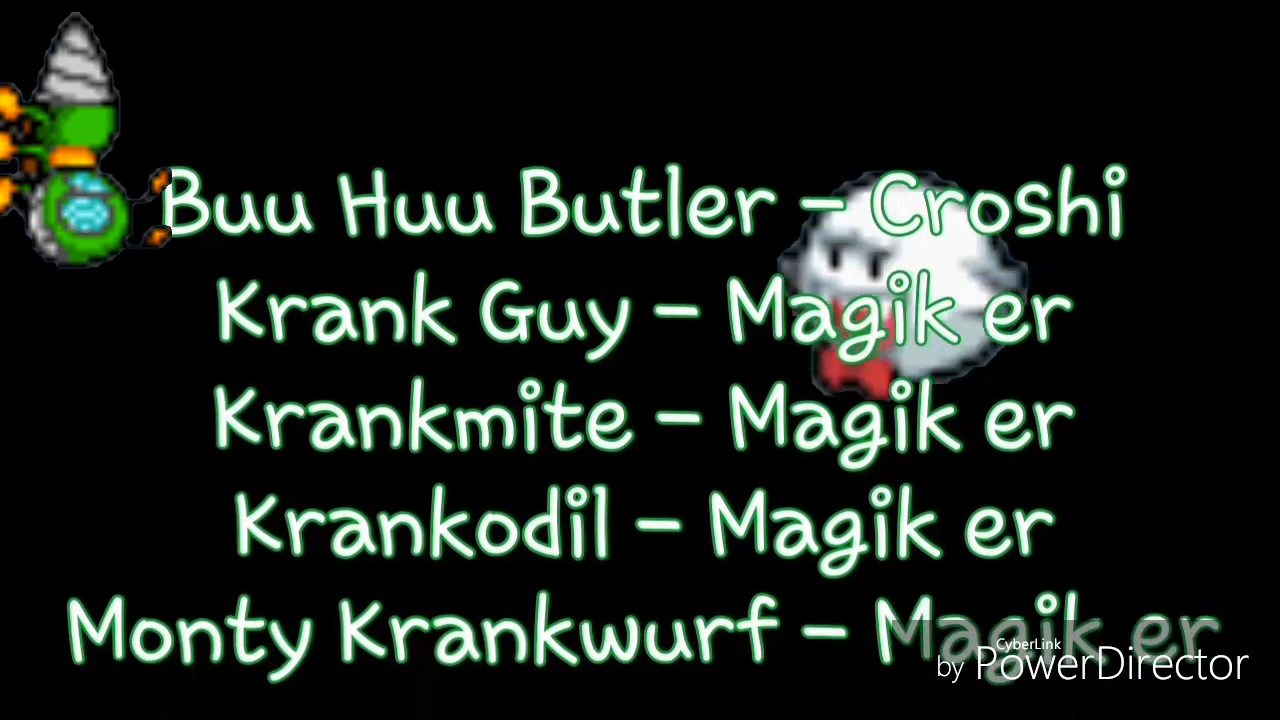 Buu Huu Butler - Croshi
Krank Guy - Magik er
Krankmite - Magik er
Krankodil - Magik er
Monty Krankwurf - Magik er
CyberLink
by PowerDirector